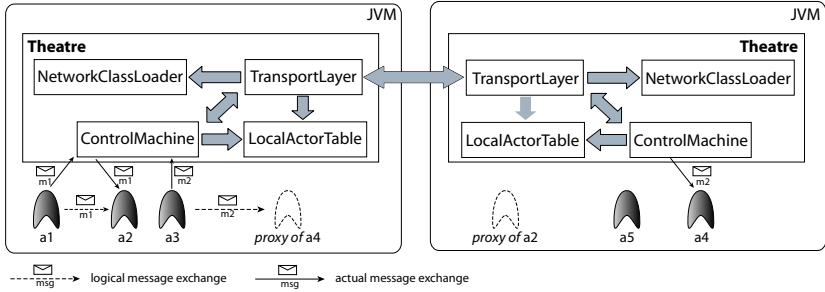 JVM
Theatre
NetworkClassLoader
TransportLayer
ControlMachine
LocalActorTable
m1
m1
m2
m1
m2
a1
a2
a3
proxy of a4
JVM
Theatre
TransportLayer
NetworkClassLoader
LocalActorTable
ControlMachine
m2
proxy of a2
a5
a4
msg
logical message exchange
msg
actual message exchange